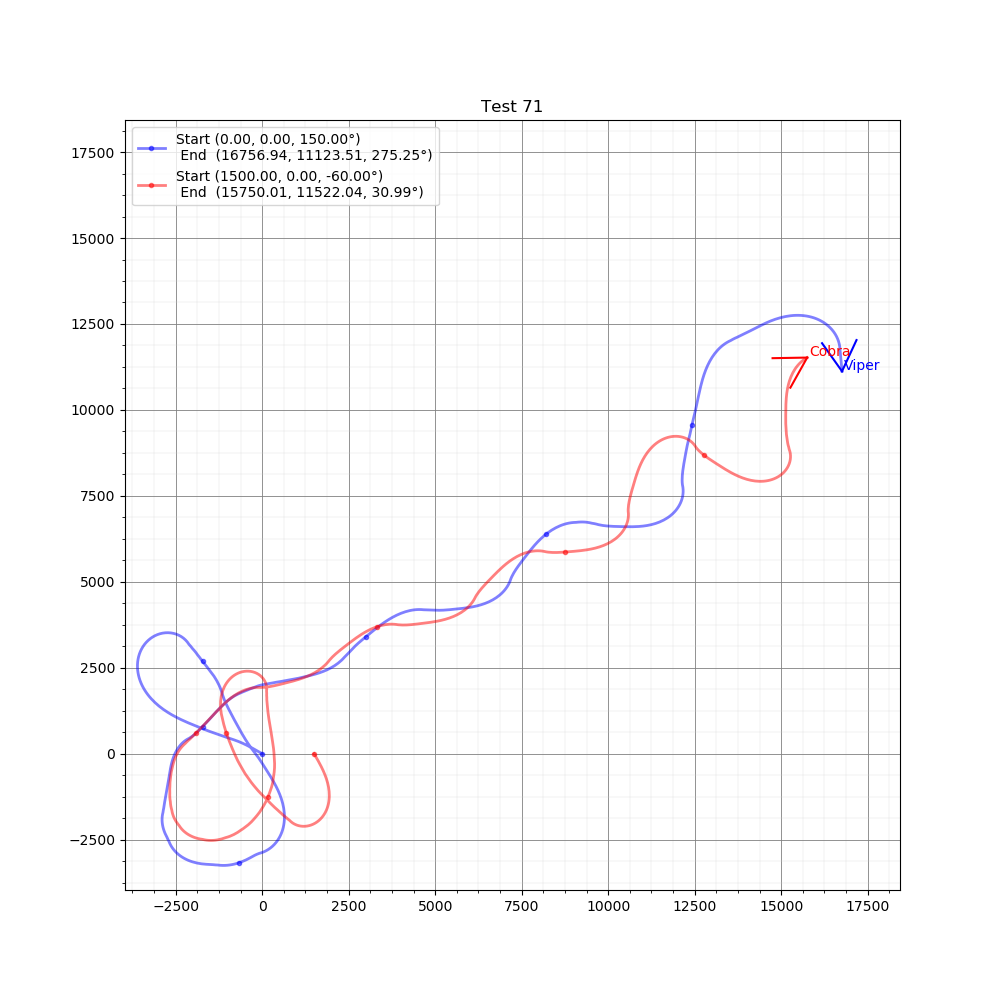 Test 71
Start (0.00, 0.00, 150.00°)
End (16756.94, 11123.51, 275.25°)
Start (1500.00, 0.00, -60.00°)
End (15750.01, 11522.04, 30.99°)
17500
15000
12500
10000
7500
5000
2500
0
−2500
Cobra
Viper
−2500 0 2500 5000 7500 10000 12500 15000 17500